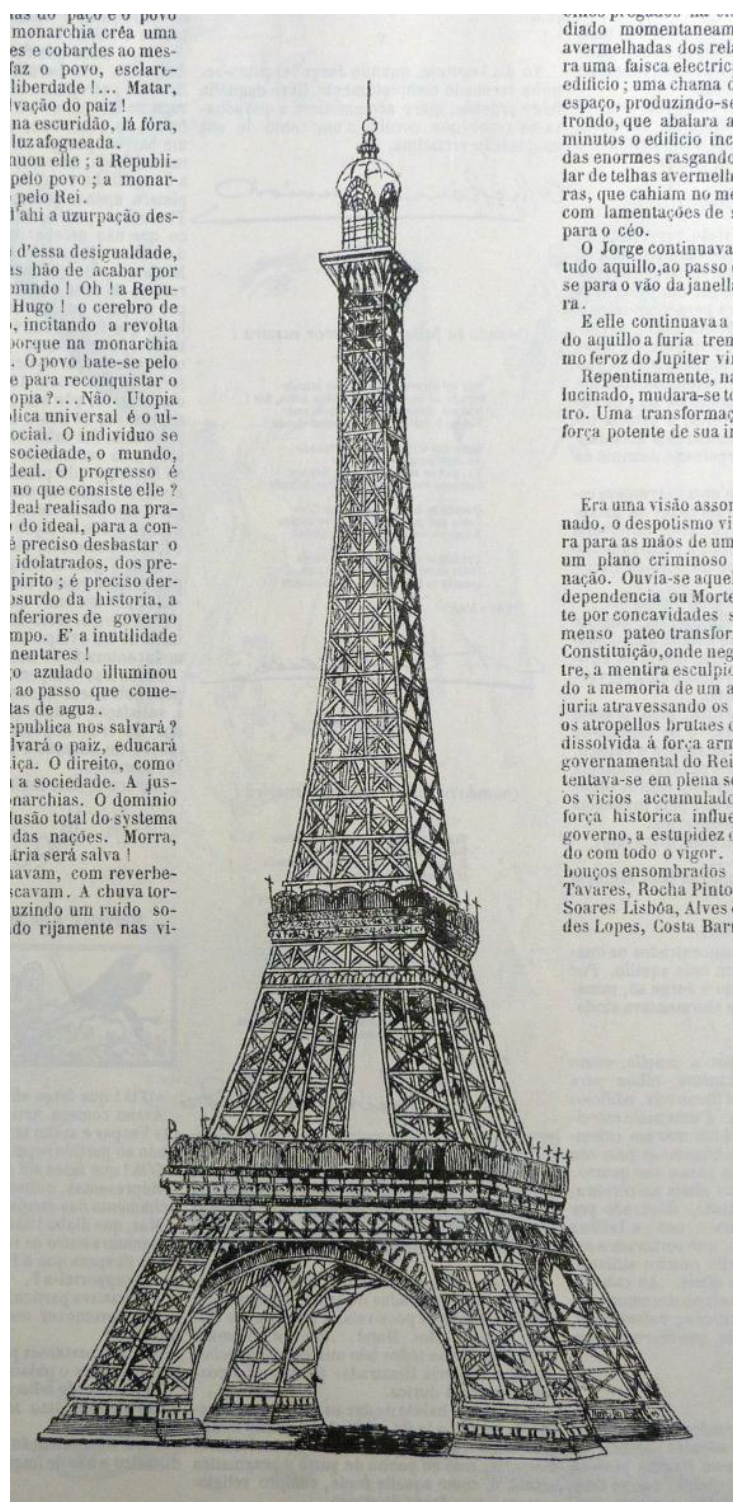 monarchia crêa uma
es e cobardes ao mes-
faz o povo, esclare-
liberdade !... Matar,
lvação do paiz !
na escuridão, lá fóra,
luz afogueada.
nuou elle ; a Republi-
pelo povo ; a monar-
pelo Rei.
d'ahi a uzurpação des-
d'essa desigualdade,
as hão de acabar por
mundo ! Oh ! a Repu-
Hugo ! o cerebro de
, incitando a revolta
porque na monarchia
. O povo bate-se pelo
e para reconquistar o
opia ?...Não. Utopia
blica universal é o ul-
ocial. O individuo se
sociedade, o mundo,
deal. O progresso é
no que consiste elle ?
deal realisado na pra-
do ideal, para a con-
é preciso desbastar o
idolatrados, dos pre-
pirito ; é preciso der-
bsurdo da historia, a
nferiores de governo
mpo. E' a inutilidade
mentares !
go azulado illuminou
ao passo que come-
tas de agua.
epublica nos salvará ?
lvará o paiz, educará
iça. O direito, como
a a sociedade. A jus-
onarchias. O dominio
lusão total do systema
das nações. Morra,
atria será salva !
navam, com reverbe-
scavam. A chuva tor-
uzindo um ruido so-
do rijamente nas vi-
diado momentaneam
avermelhadas dos rela
ra uma faisca electrica
edificio ; uma chama d
espaço, produzindo-se
trondo, que abalara a
minutos o edificio inc
das enormes rasgando
lar de telhas avermelh
ras, que cahiam no me
com lamentações de
para o céo.
O Jorge continuava
tudo aquillo,ao passo
se para o vão da janella
ra.
E elle continuava a
do aquillo a furia trem
mo feroz do Jupiter vi
Repentinamente, na
lucinado, mudara-se to
tro. Uma transformaç
força potente de sua i
Era uma visão assom
nado, o despotismo vi
ra para as mãos de um
um plano criminoso
nação. Ouvia-se aque
dependencia ou Morte
te por concavidades s
menso pateo transfor
Constituição,onde neg
tre, a mentira esculpid
do a memoria de um a
juria atravessando os
os atropellos brutaes
dissolvida á força arm
governamental do Rei
tentava-se em plena s
os vicios accumulado
força historica influe
governo, a estupidez
do com todo o vigor.
bouços ensombrados
Tavares, Rocha Pinto
Soares Lisbôa, Alves
des Lopes, Costa Bar